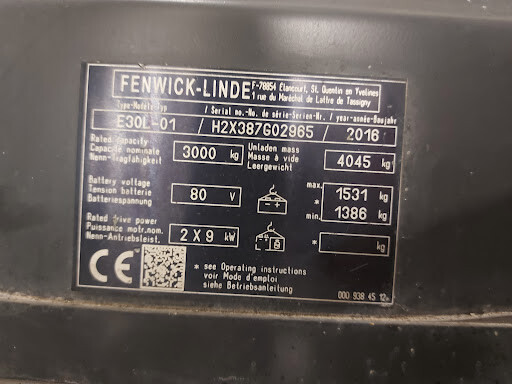 FENWICK-LINDE F-78854 Elancourt, St. Quentin en Yvelines
1 rue du Maréchal de Lattre de Tassigny
Type-Modèle-Typ / Serial no.-No. de série-Serien-Nr. / year-année-Baujahr
E30L-01 / H2X387G02965 / 2016
Rated capacity
Capacité nominale
Nenn-Tragfähigkeit
3000 kg
Unladen mass
Masse à vide
Leergewicht
4045 kg
Battery voltage
Tension batterie
Batteriespannung
80 V
max. 1531 kg
*
min. 1386 kg
Rated drive power
Puissance motr.nom.
Nenn-Antriebsleist.
2 X 9 kW
* kg
CE
* see Operating instructions
voir Mode d'emploi
siehe Betriebsanleitung
000 938 45 12